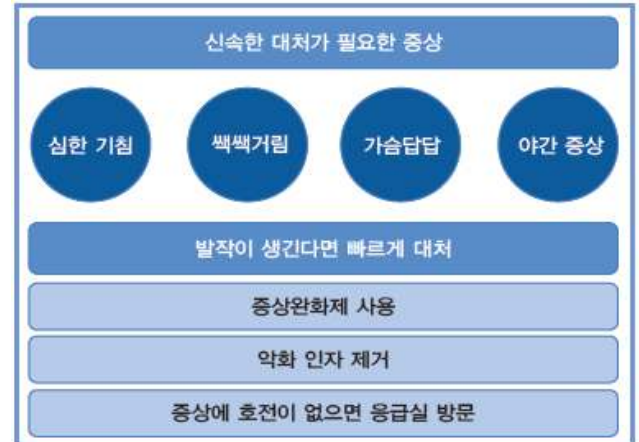 신속한 대처가 필요한 증상
심한 기침
쌕쌕거림
가슴답답
야간 증상
발작이 생긴다면 빠르게 대처
증상완화제 사용
악화 인자 제거
증상에 호전이 없으면 응급실 방문